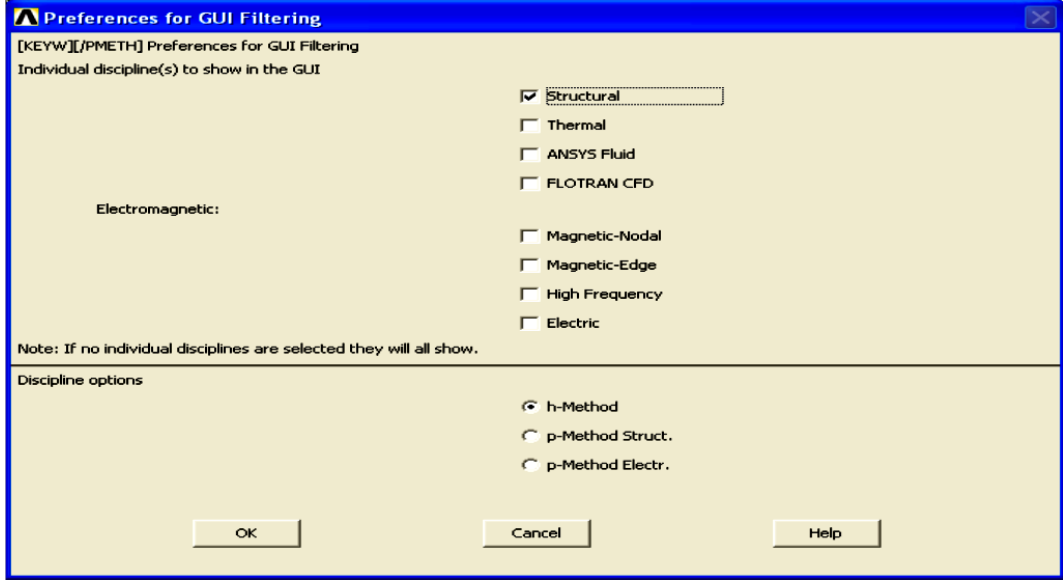 Preferences for GUI Filtering
[KEYW][/PMETH] Preferences for GUI Filtering
Individual discipline(s) to show in the GUI
Structural
Thermal
ANSYS Fluid
FLOTRAN CFD
Electromagnetic:
Magnetic-Nodal
Magnetic-Edge
High Frequency
Electric
Note: If no individual disciplines are selected they will all show.
Discipline options
h-Method
p-Method Struct.
p-Method Electr.
OK Cancel Help